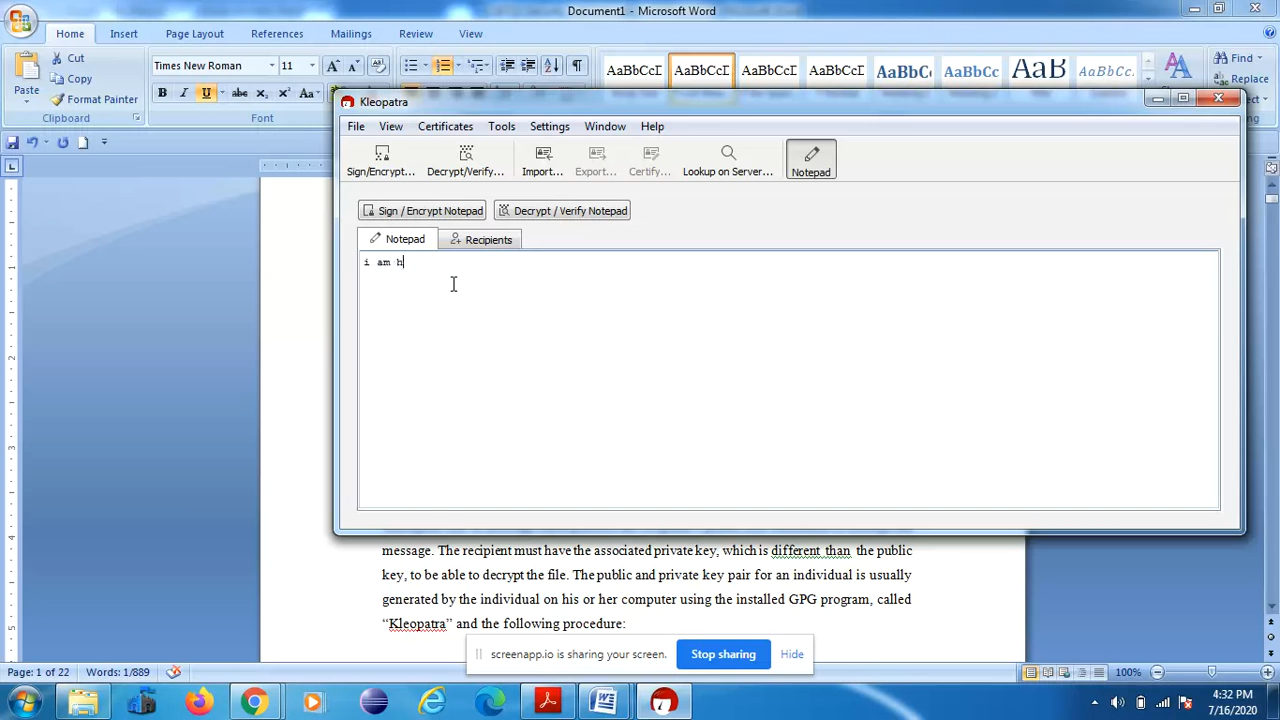 Document1 - Microsoft Word
Home Insert Page Layout References Mailings Review View
Cut
Copy
Format Painter
Paste
Clipboard
Times New Roman 11
Font
AaBbCcI AaBbCcI AaBbCcI AaBbCcI AaBbCc AaBbCc AaB AaBbCcI
Find
Replace
Kleopatra
File View Certificates Tools Settings Window Help
Sign/Encrypt... Decrypt/Verify... Import... Export... Certify... Lookup on Server... Notepad
Sign / Encrypt Notepad Decrypt / Verify Notepad
Notepad Recipients
i am h
message. The recipient must have the associated private key, which is different than the public
key, to be able to decrypt the file. The public and private key pair for an individual is usually
generated by the individual on his or her computer using the installed GPG program, called
“Kleopatra” and the following procedure:
screenapp.io is sharing your screen. Stop sharing Hide
Page: 1 of 22 Words: 1/889 100%
4:32 PM
7/16/2020